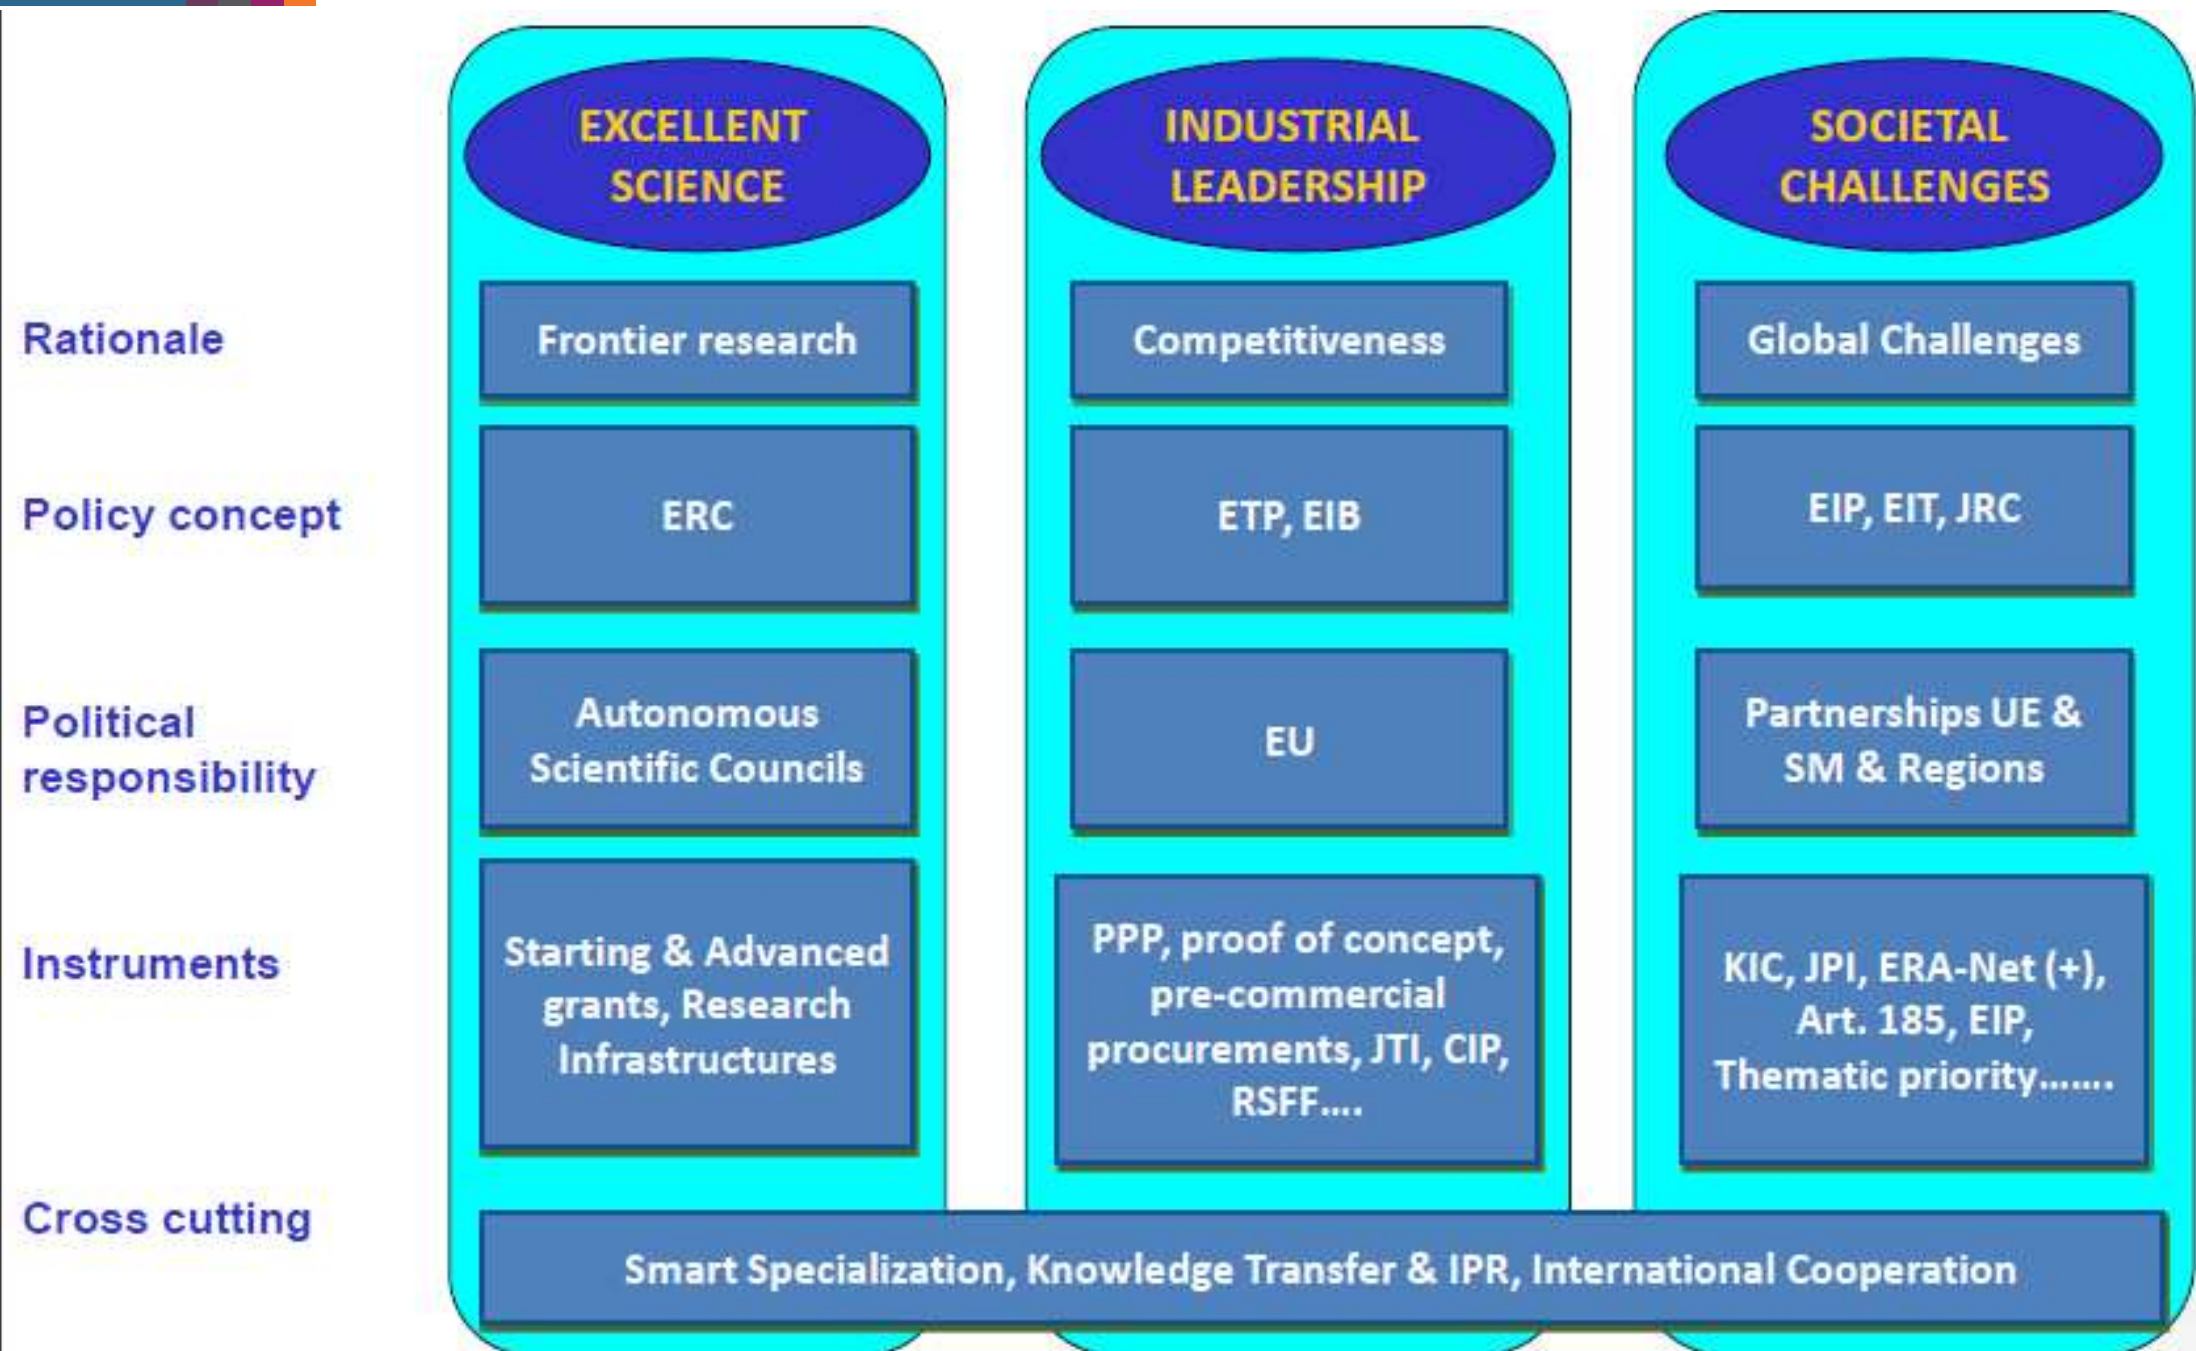 EXCELLENT
SCIENCE
INDUSTRIAL
LEADERSHIP
SOCIETAL
CHALLENGES
Rationale
Frontier research
Competitiveness
Global Challenges
Policy concept
ERC
ETP, EIB
EIP, EIT, JRC
Political
responsibility
Autonomous
Scientific Councils
EU
Partnerships UE &
SM & Regions
Instruments
Starting & Advanced
grants, Research
Infrastructures
PPP, proof of concept,
pre-commercial
procurements, JTI, CIP,
RSFF....
KIC, JPI, ERA-Net (+),
Art. 185, EIP,
Thematic priority.......
Cross cutting
Smart Specialization, Knowledge Transfer & IPR, International Cooperation